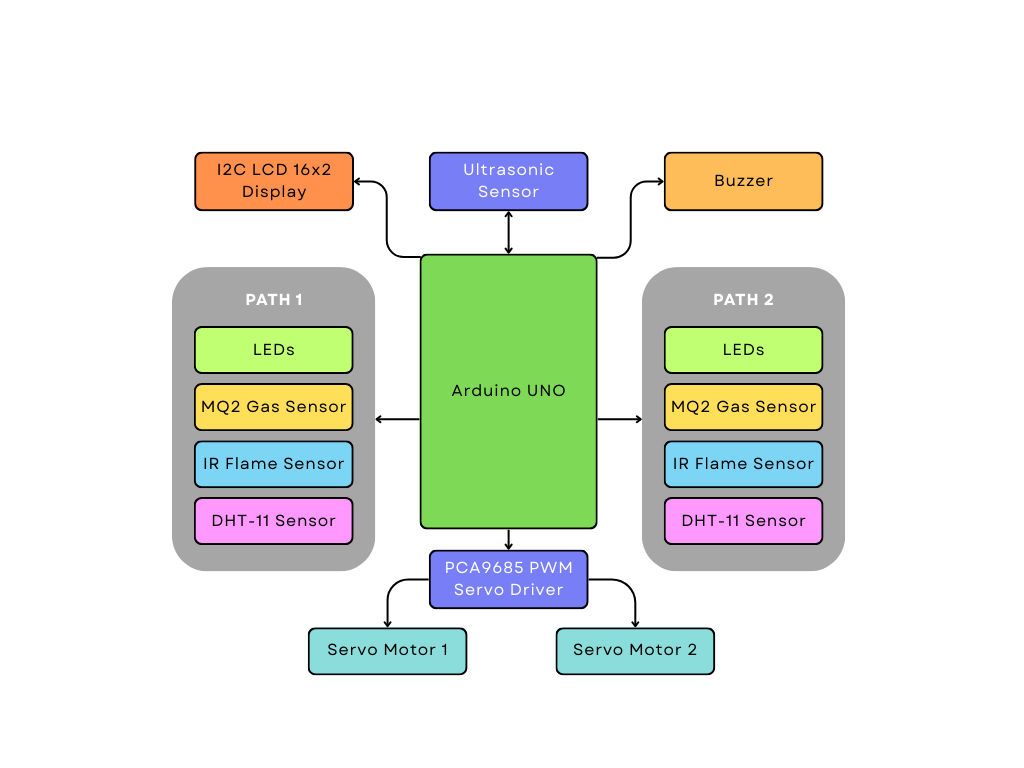 I2C LCD 16x2
Display
Ultrasonic
Sensor
Buzzer
PATH 1
LEDs
MQ2 Gas Sensor
IR Flame Sensor
DHT-11 Sensor
Arduino UNO
PATH 2
LEDs
MQ2 Gas Sensor
IR Flame Sensor
DHT-11 Sensor
PCA9685 PWM
Servo Driver
Servo Motor 1
Servo Motor 2